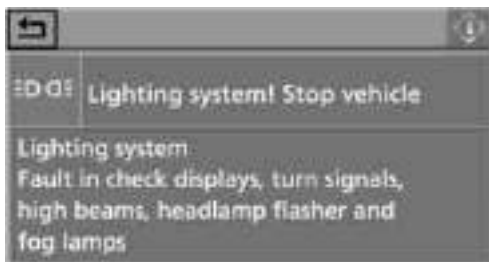 Lighting system! Stop vehicle
Lighting system
Fault in check displays, turn signals,
high beams, headlamp flasher and
fog lamps